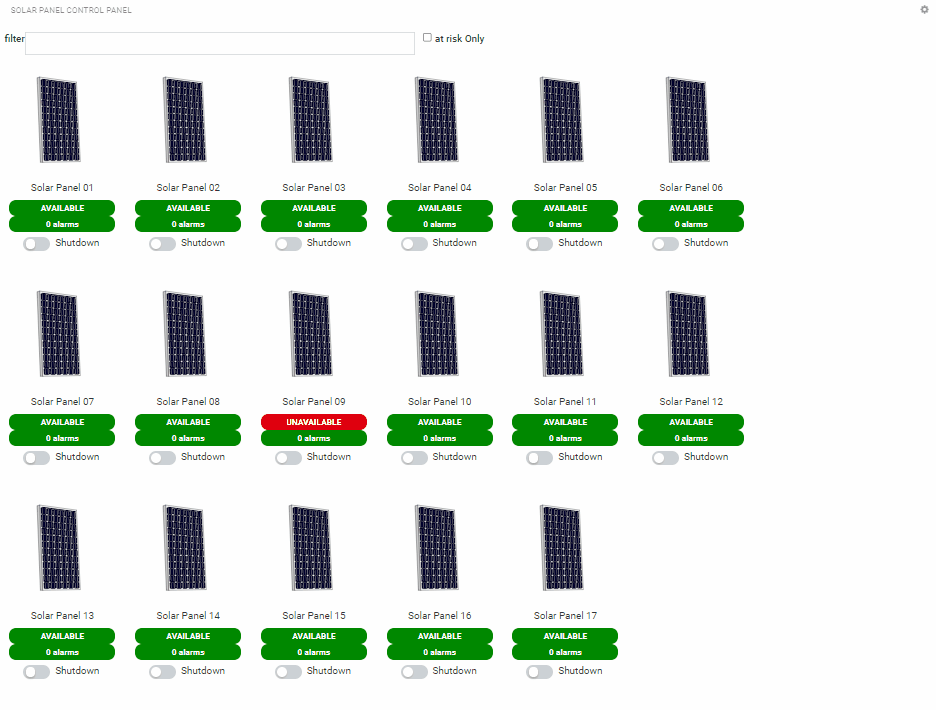 SOLAR PANEL CONTROL PANEL
filter at risk Only
Solar Panel 01 Solar Panel 02 Solar Panel 03 Solar Panel 04 Solar Panel 05 Solar Panel 06
AVAILABLE AVAILABLE AVAILABLE AVAILABLE AVAILABLE AVAILABLE
0 alarms 0 alarms 0 alarms 0 alarms 0 alarms 0 alarms
Shutdown Shutdown Shutdown Shutdown Shutdown Shutdown
Solar Panel 07 Solar Panel 08 Solar Panel 09 Solar Panel 10 Solar Panel 11 Solar Panel 12
AVAILABLE AVAILABLE UNAVAILABLE AVAILABLE AVAILABLE AVAILABLE
0 alarms 0 alarms 0 alarms 0 alarms 0 alarms 0 alarms
Shutdown Shutdown Shutdown Shutdown Shutdown Shutdown
Solar Panel 13 Solar Panel 14 Solar Panel 15 Solar Panel 16 Solar Panel 17
AVAILABLE AVAILABLE AVAILABLE AVAILABLE AVAILABLE
0 alarms 0 alarms 0 alarms 0 alarms 0 alarms
Shutdown Shutdown Shutdown Shutdown Shutdown